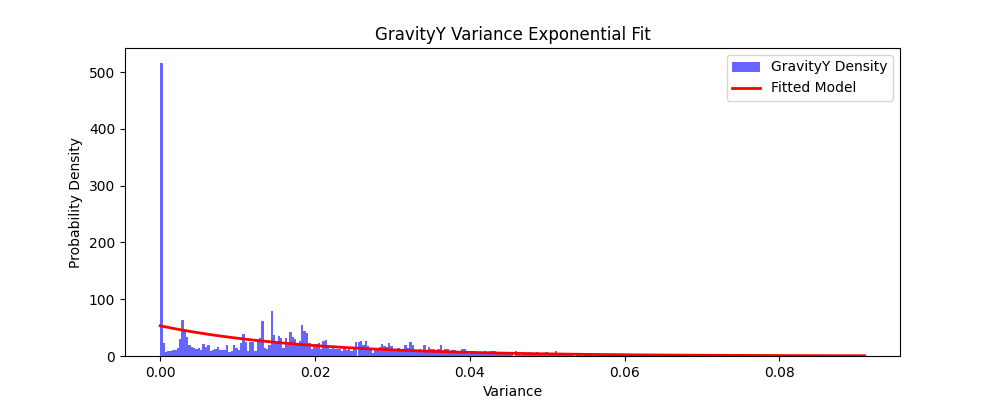 GravityY Variance Exponential Fit
GravityY Density
Fitted Model
Probability Density
500
400
300
200
100
0
0.00 0.02 0.04 0.06 0.08
Variance